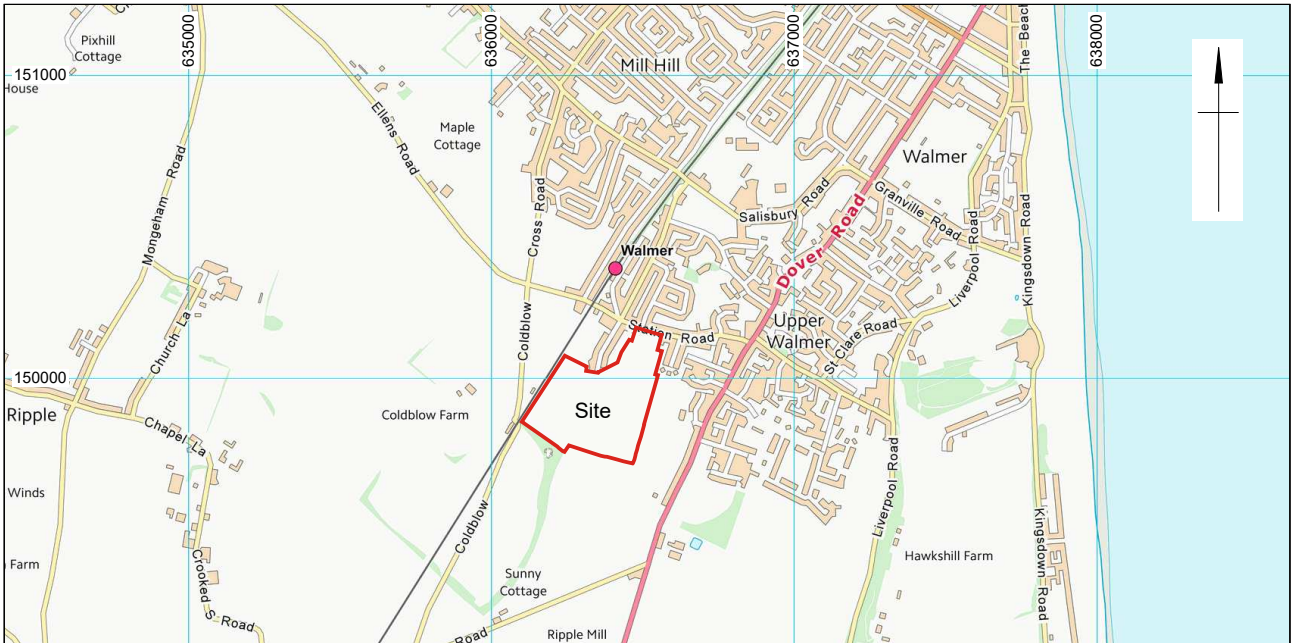 Pixhill
Cottage
635000
636000
637000
638000
The Beach
Mill Hill
151000
House
Ellens Road
Maple
Cottage
Walmer
Mongeham Road
Cross Road
Salisbury Road
Granville Road
Dover Road
Liverpool Road
Kingsdown Road
Walmer
Church La
Coldblow
Station Road
Upper
Walmer
St Clare Road
Liverpool Road
150000
Ripple
Coldblow Farm
Site
Chapel La
Winds
Liverpool Road
Coldblow
Kingsdown Road
Hawkshill Farm
Farm
Crooked S Road
Sunny
Cottage
Road
Ripple Mill